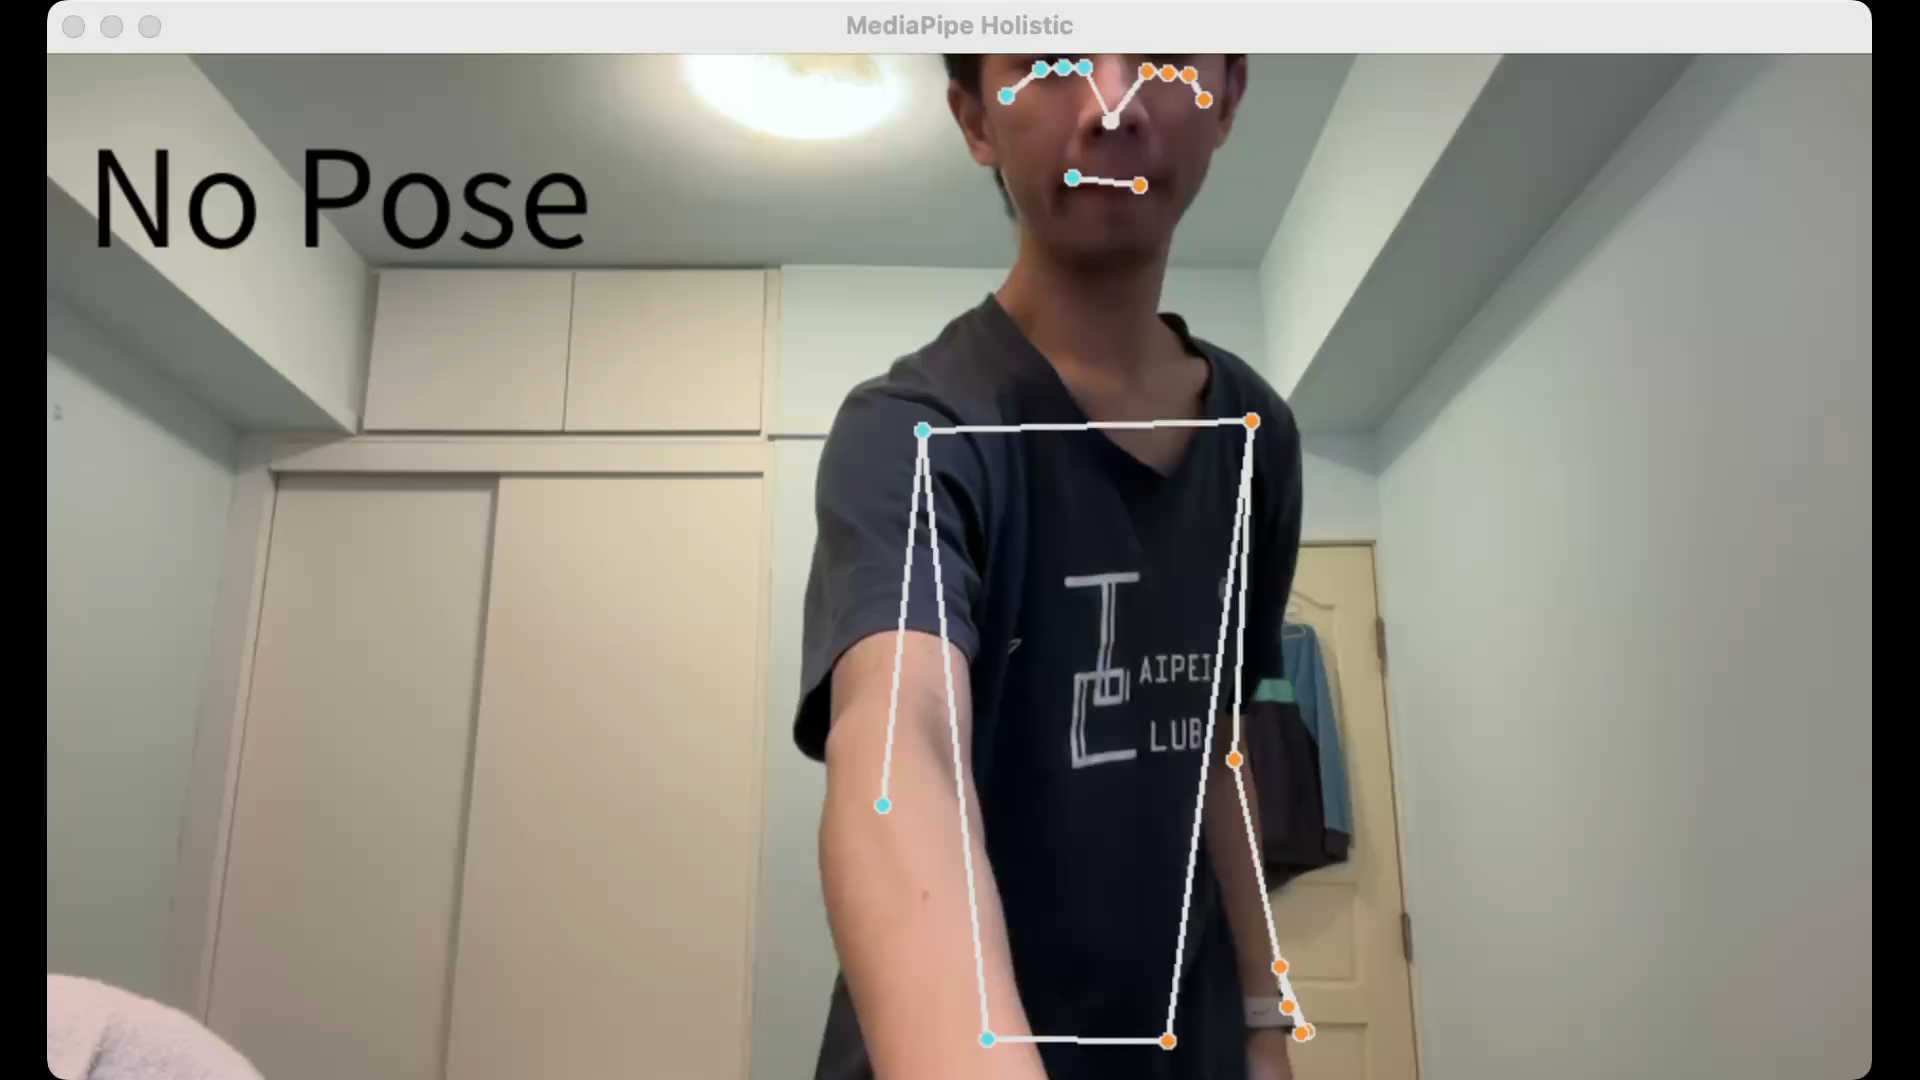 MediaPipe Holistic
No Pose
T
AIPEI
C
LUB